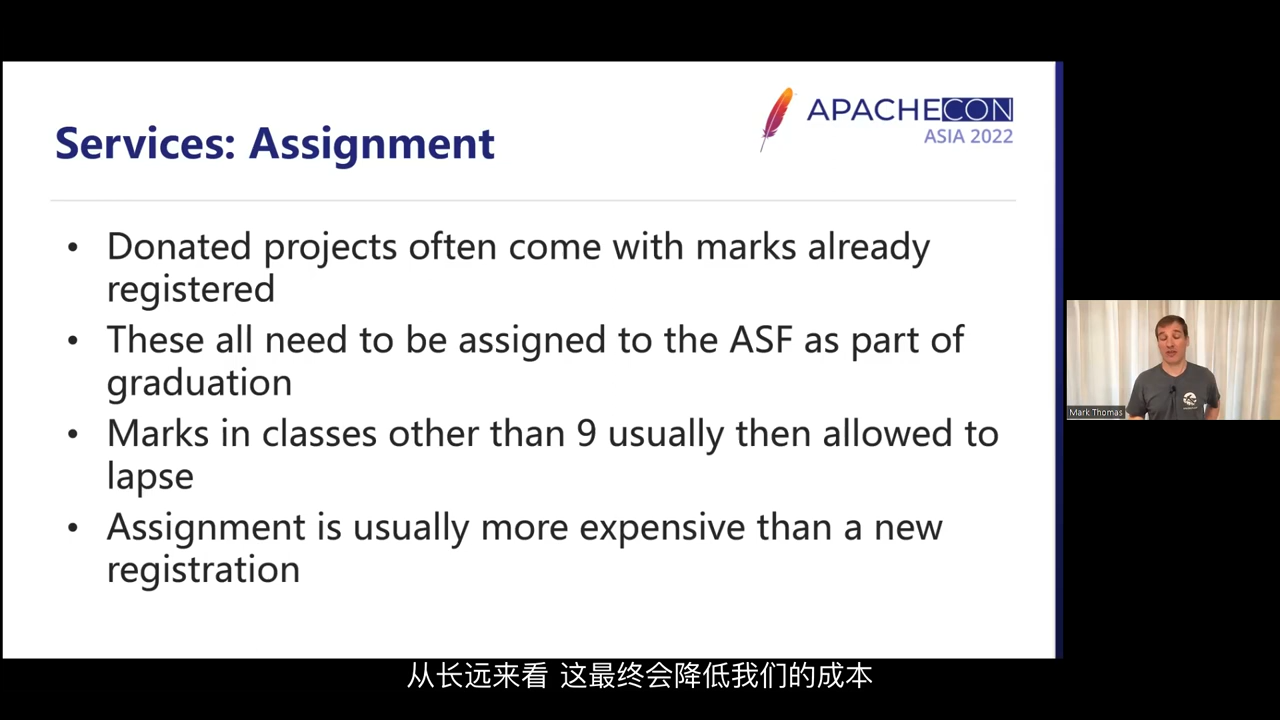 APACHECON
ASIA 2022
Services: Assignment
• Donated projects often come with marks already
registered
• These all need to be assigned to the ASF as part of
graduation
• Marks in classes other than 9 usually then allowed to
lapse
• Assignment is usually more expensive than a new
registration
Mark Thomas
从长远来看 这最终会降低我们的成本